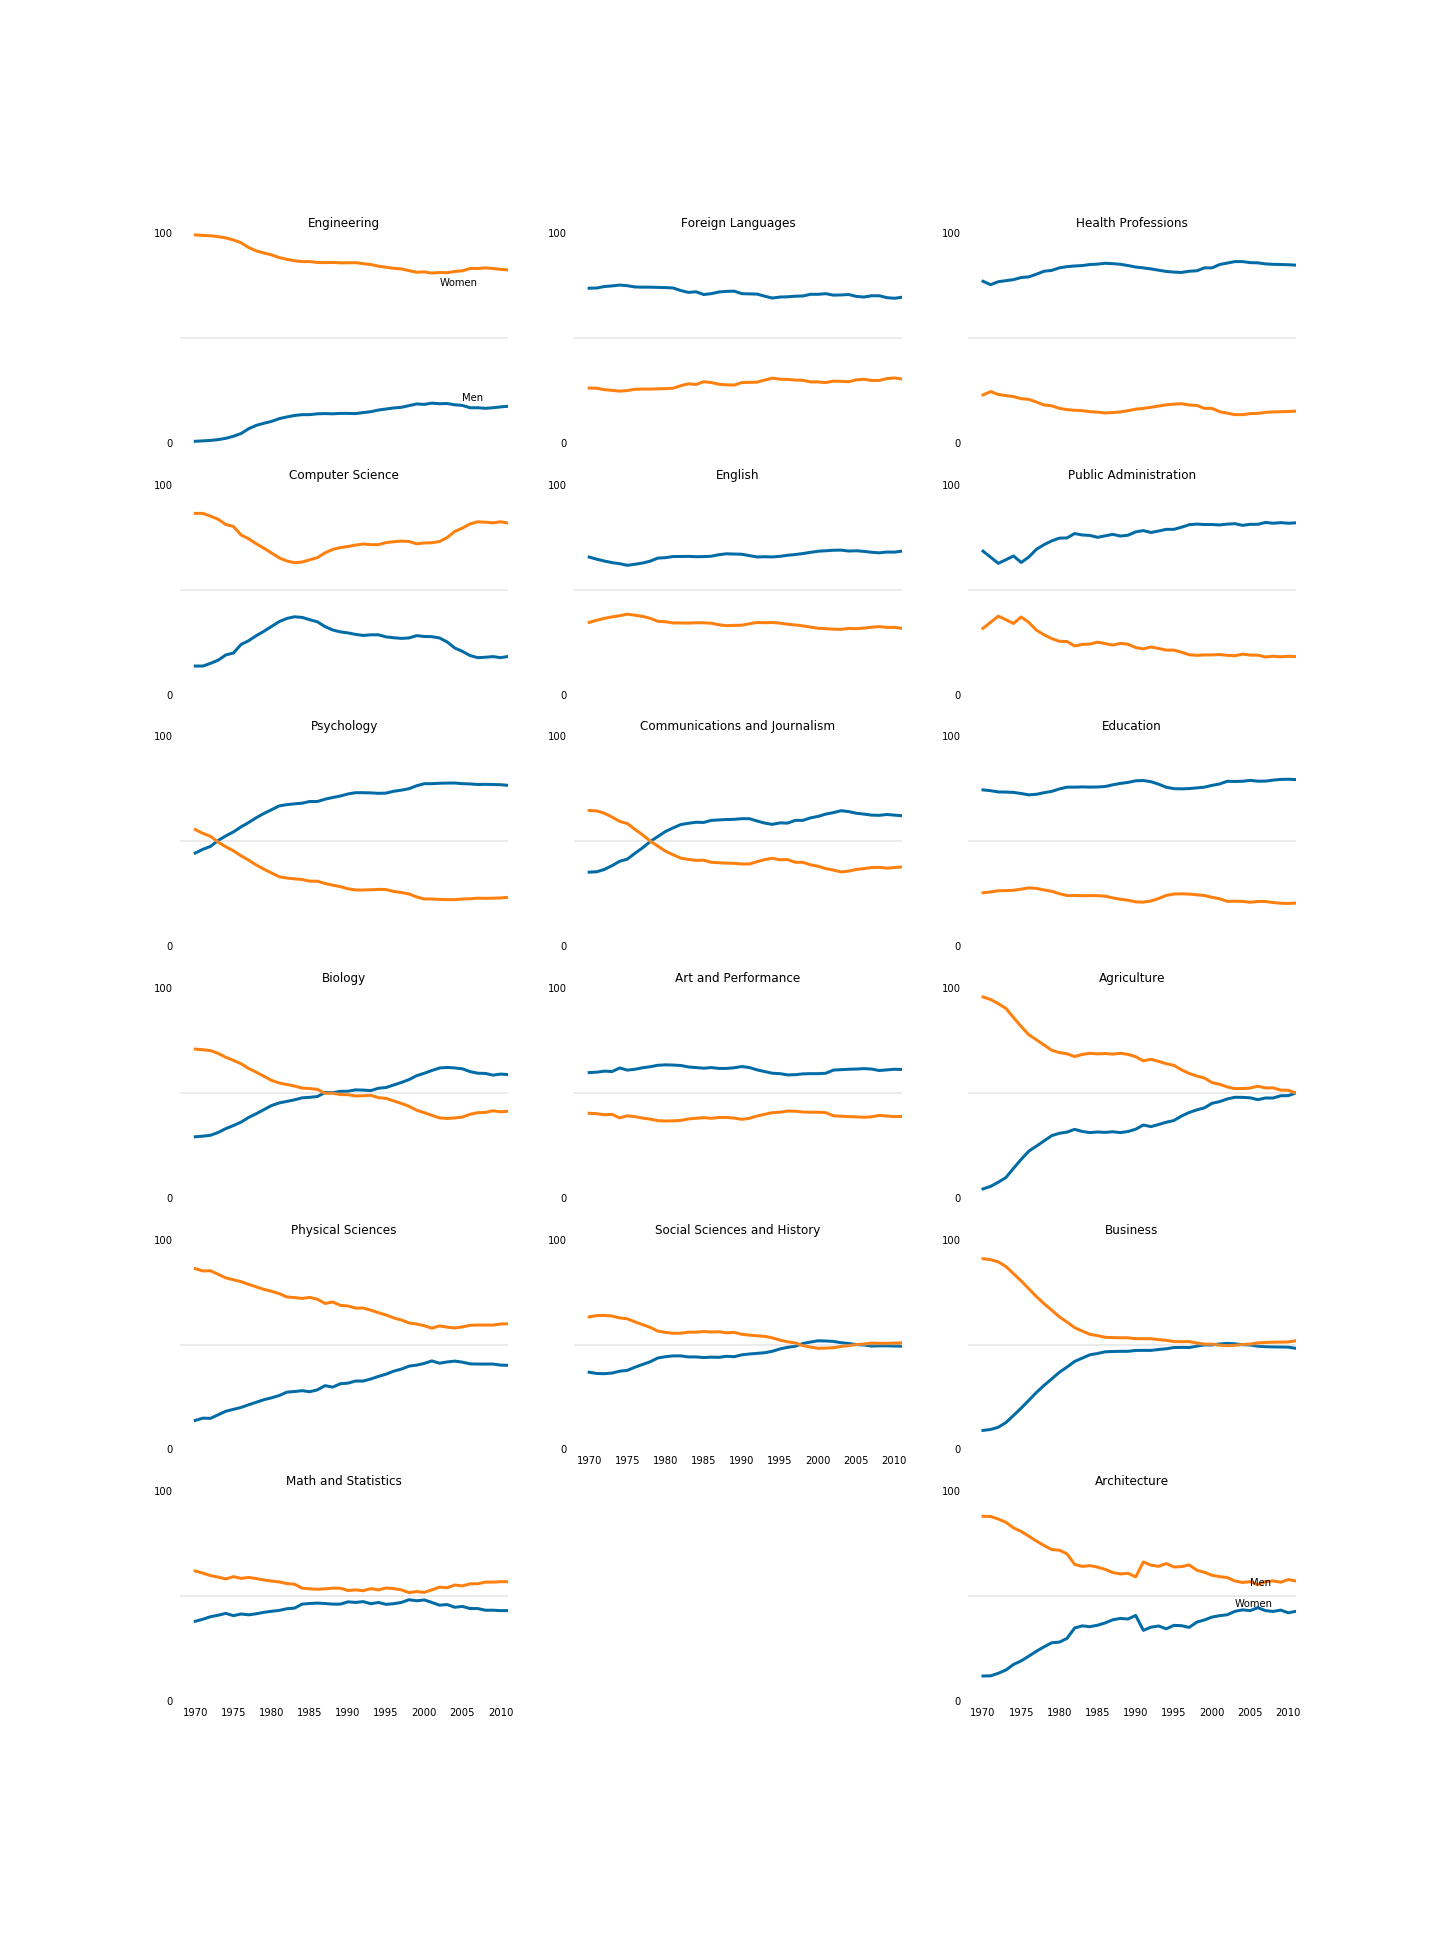 Engineering Foreign Languages Health Professions
100 100 100
Women
Men
0 0 0
Computer Science English Public Administration
100 100 100
0 0 0
Psychology Communications and Journalism Education
100 100 100
0 0 0
Biology Art and Performance Agriculture
100 100 100
0 0 0
Physical Sciences Social Sciences and History Business
100 100 100
0 0 0
1970 1975 1980 1985 1990 1995 2000 2005 2010
Math and Statistics Architecture
100 100
Men
Women
0 0
1970 1975 1980 1985 1990 1995 2000 2005 2010 1970 1975 1980 1985 1990 1995 2000 2005 2010